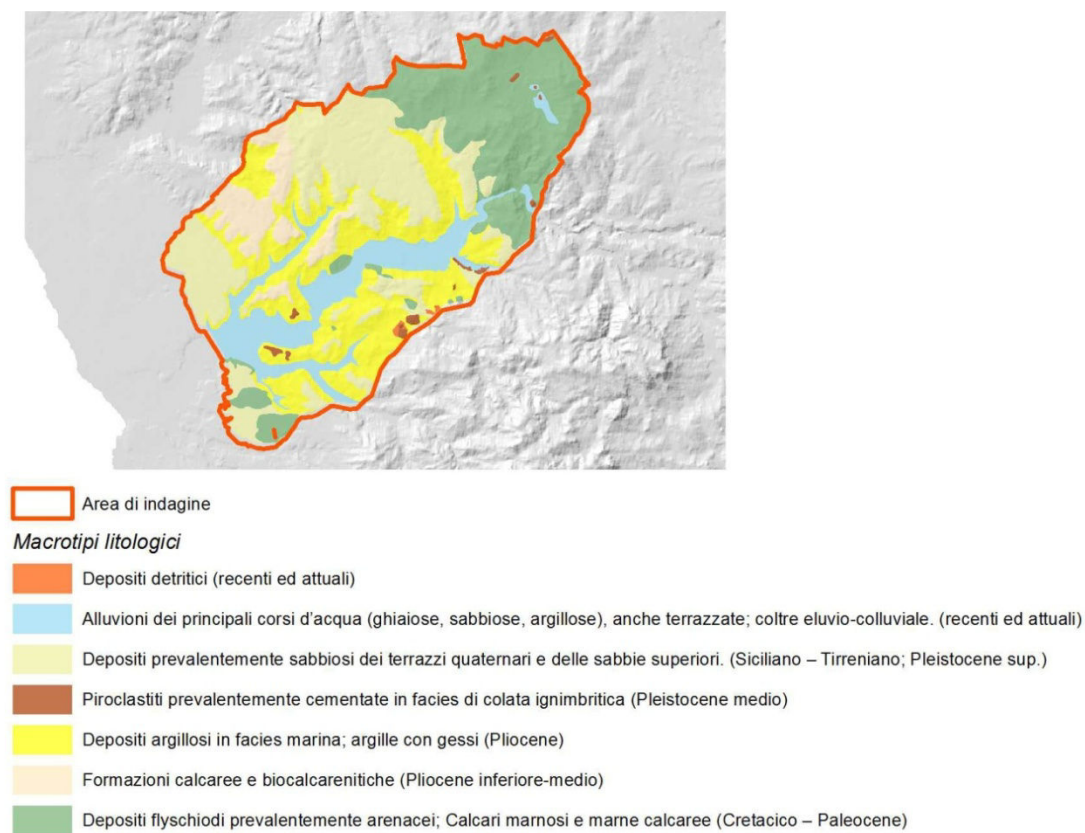 Area di indagine
Macrotipi litologici
Depositi detritici (recenti ed attuali)
Alluvioni dei principali corsi d'acqua (ghiaiose, sabbiose, argillose), anche terrazzate; coltre eluvio-colluviale. (recenti ed attuali)
Depositi prevalentemente sabbiosi dei terrazzi quaternari e delle sabbie superiori. (Siciliano – Tirreniano; Pleistocene sup.)
Piroclastiti prevalentemente cementate in facies di colata ignimbritica (Pleistocene medio)
Depositi argillosi in facies marina; argille con gessi (Pliocene)
Formazioni calcaree e biocalcarenitiche (Pliocene inferiore-medio)
Depositi flyschiodi prevalentemente arenacei; Calcari marnosi e marne calcaree (Cretacico – Paleocene)